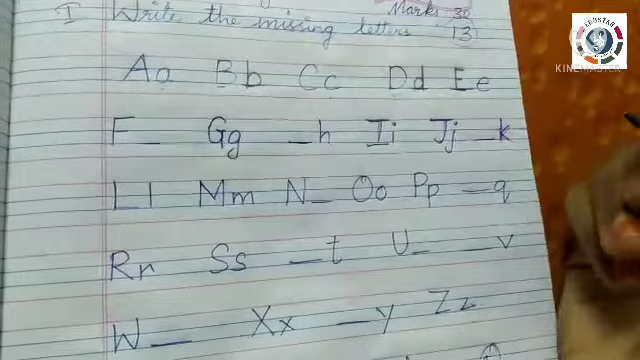 I Write the missing letters
Marks 30
13
Aa Bb Cc Dd Ee
F_ Gg _h Ii Jj _k
Ll Mm N_ Oo Pp _q
Rr Ss _t U_ _v
W_ Xx _y Zz
EDUSTAR
KINEMASTER